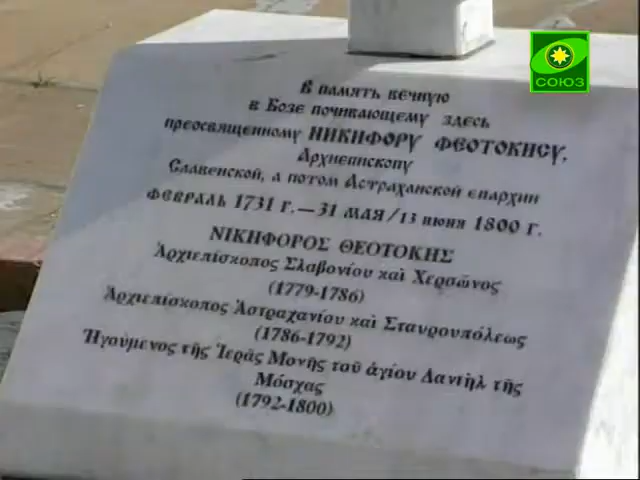 СОЮЗ
В память вечную
в Бозе почивающему здесь
преосвященному НИКИФОРУ ФЕОТОКИСУ,
Архиепископу
Славенской, а потом Астраханской епархии
ФЕВРАЛЬ 1731 г.—31 МАЯ/13 июня 1800 г.
ΝΙΚΗΦΟΡΟΣ ΘΕΟΤΟΚΗΣ
Ἀρχιεπίσκοπος Σλαβονίου καὶ Χερσῶνος
(1779-1786)
Ἀρχιεπίσκοπος Ἀστραχανίου καὶ Σταυρουπόλεως
(1786-1792)
Ἡγούμενος τῆς Ἱερᾶς Μονῆς τοῦ ἁγίου Δανιὴλ τῆς
Μόσχας
(1792-1800)